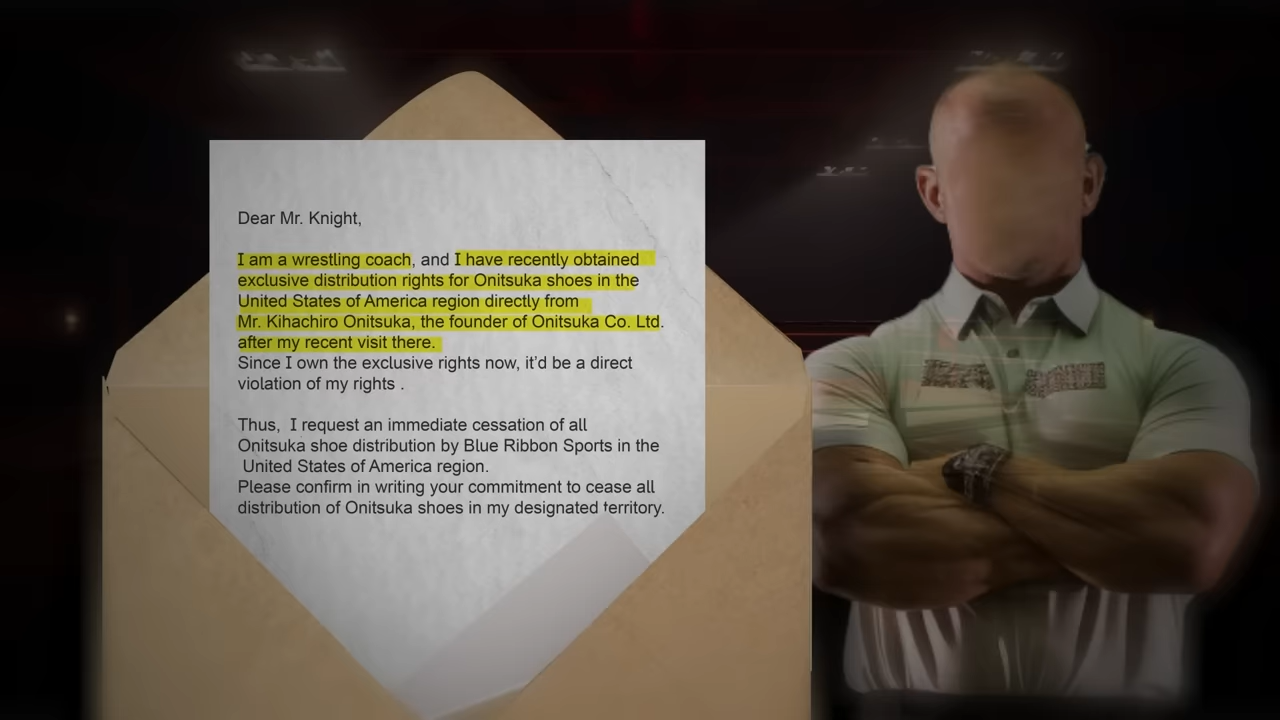 Dear Mr. Knight,
I am a wrestling coach, and I have recently obtained
exclusive distribution rights for Onitsuka shoes in the
United States of America region directly from
Mr. Kihachiro Onitsuka, the founder of Onitsuka Co. Ltd.
after my recent visit there.
Since I own the exclusive rights now, it'd be a direct
violation of my rights .
Thus,  I request an immediate cessation of all
Onitsuka shoe distribution by Blue Ribbon Sports in the
United States of America region.
Please confirm in writing your commitment to cease all
distribution of Onitsuka shoes in my designated territory.